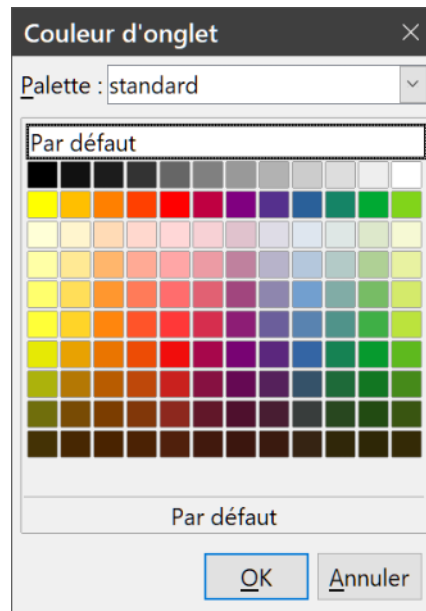 Couleur d'onglet
Palette : standard
Par défaut
Par défaut
OK Annuler